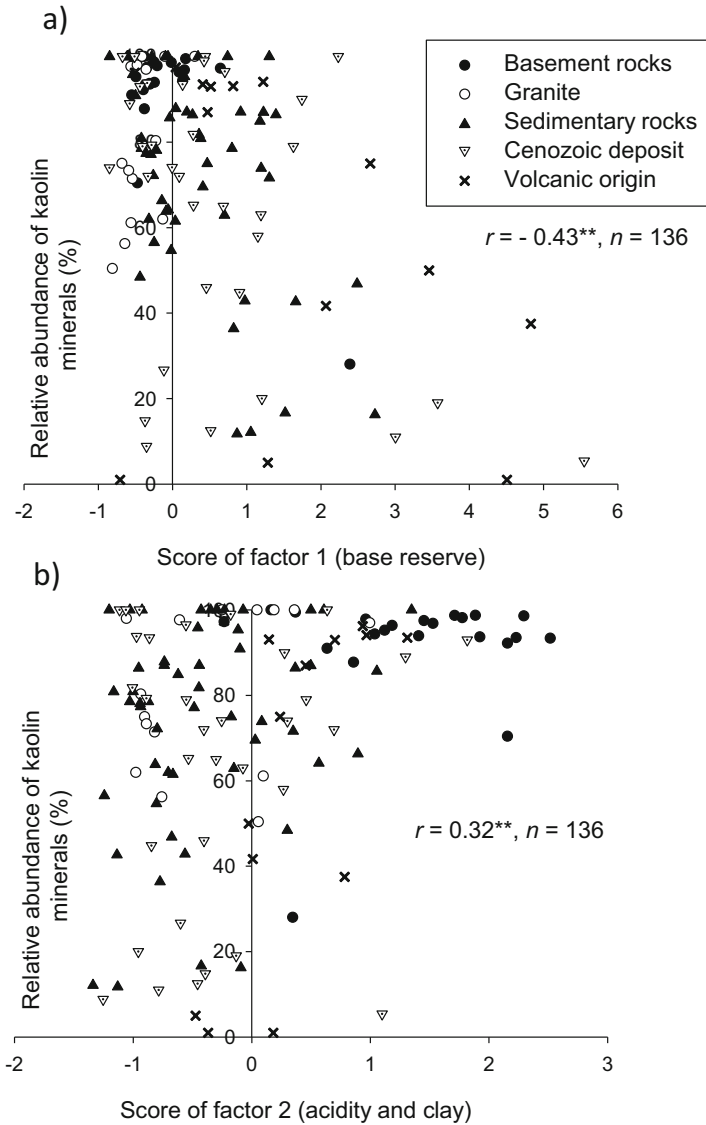 a)
Basement rocks
Granite
Sedimentary rocks
Cenozoic deposit
Volcanic origin
r = - 0.43**, n = 136
Relative abundance of kaolin
minerals (%)
80
60
40
20
0
-2 -1 0 1 2 3 4 5 6
Score of factor 1 (base reserve)
b)
r = 0.32**, n = 136
Relative abundance of kaolin
minerals (%)
80
60
40
20
0
-2 -1 0 1 2 3
Score of factor 2 (acidity and clay)